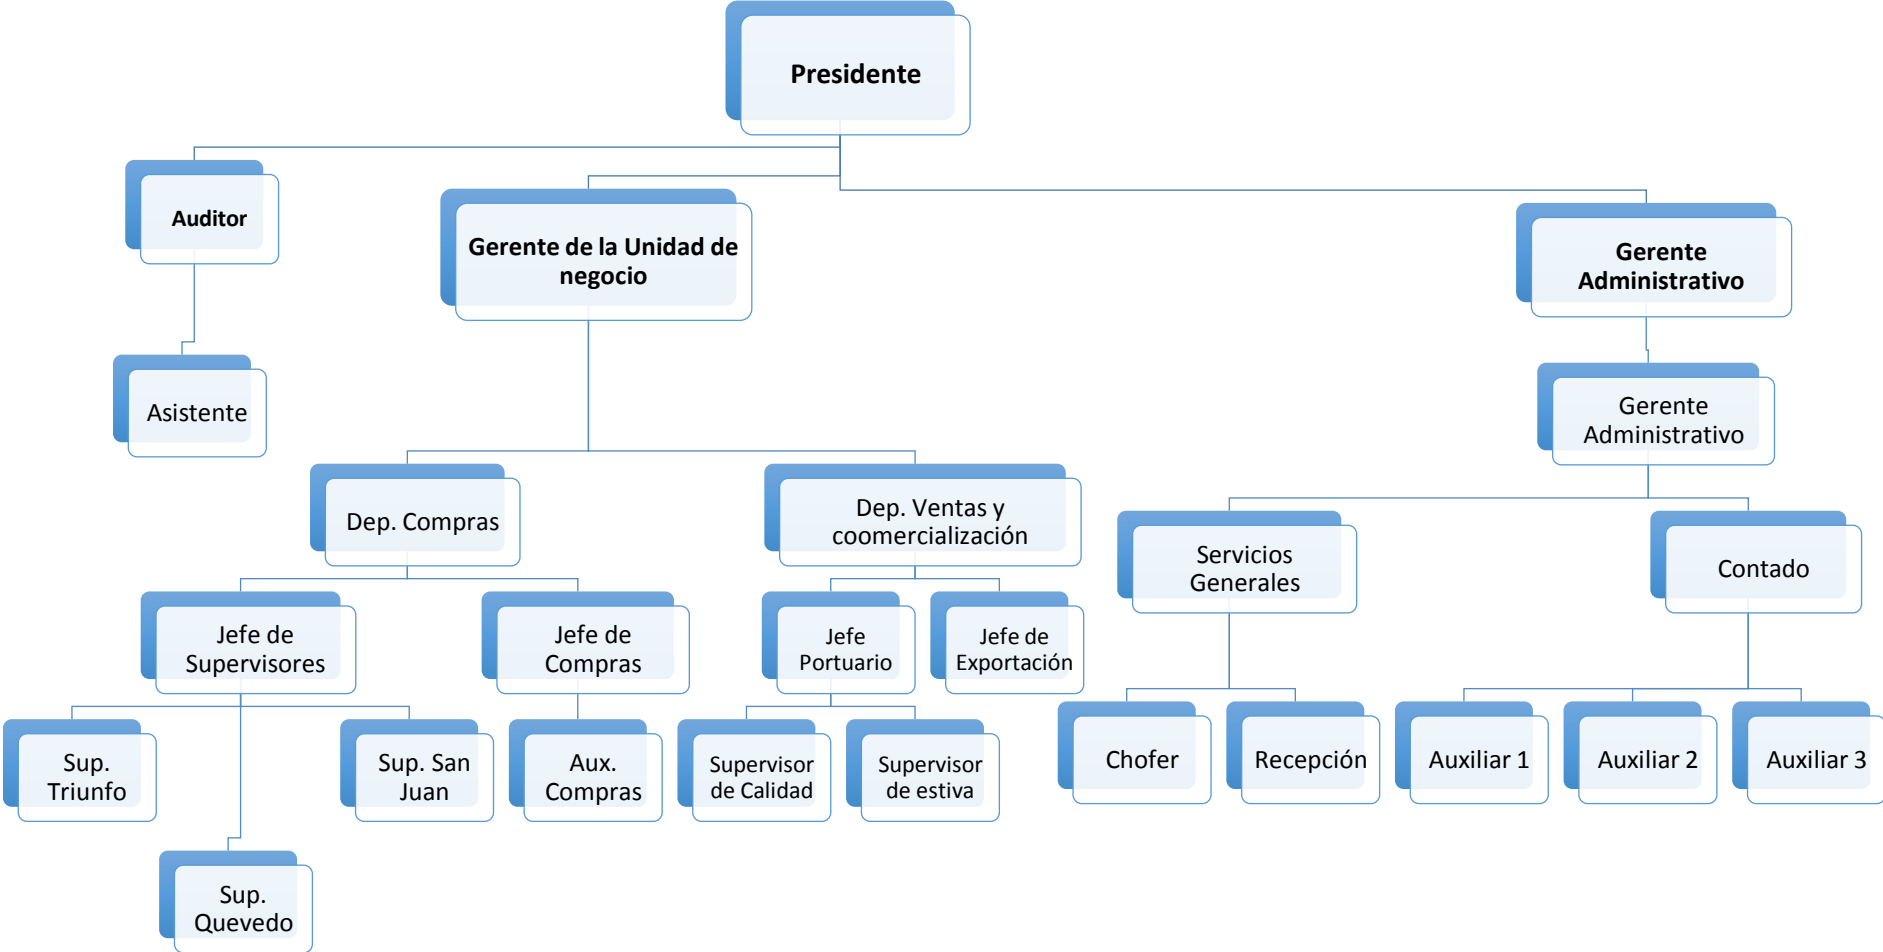 Presidente
Auditor
Gerente de la Unidad de
negocio
Gerente
Administrativo
Asistente
Gerente
Administrativo
Dep. Compras
Dep. Ventas y
coomercialización
Servicios
Generales
Contado
Jefe de
Supervisores
Jefe de
Compras
Jefe
Portuario
Jefe de
Exportación
Sup.
Triunfo
Sup. San
Juan
Aux.
Compras
Supervisor
de Calidad
Supervisor
de estiva
Chofer
Recepción
Auxiliar 1
Auxiliar 2
Auxiliar 3
Sup.
Quevedo